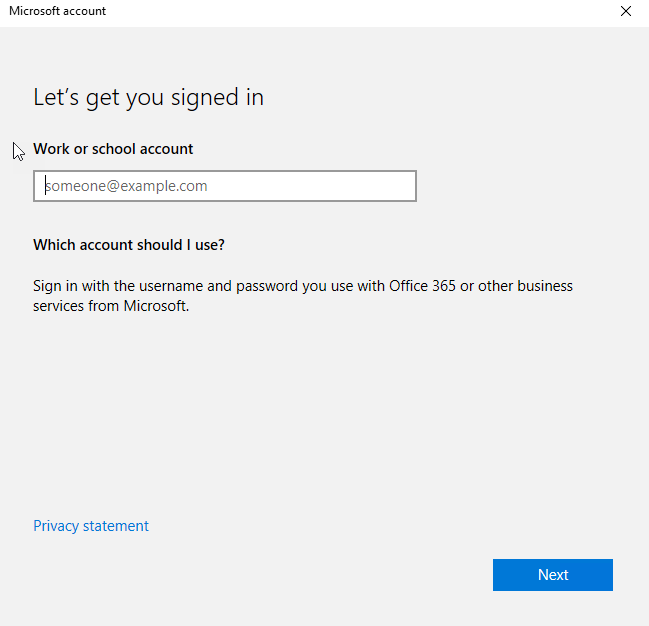 Microsoft account
Let's get you signed in
Work or school account
someone@example.com
Which account should I use?
Sign in with the username and password you use with Office 365 or other business
services from Microsoft.
Privacy statement
Next